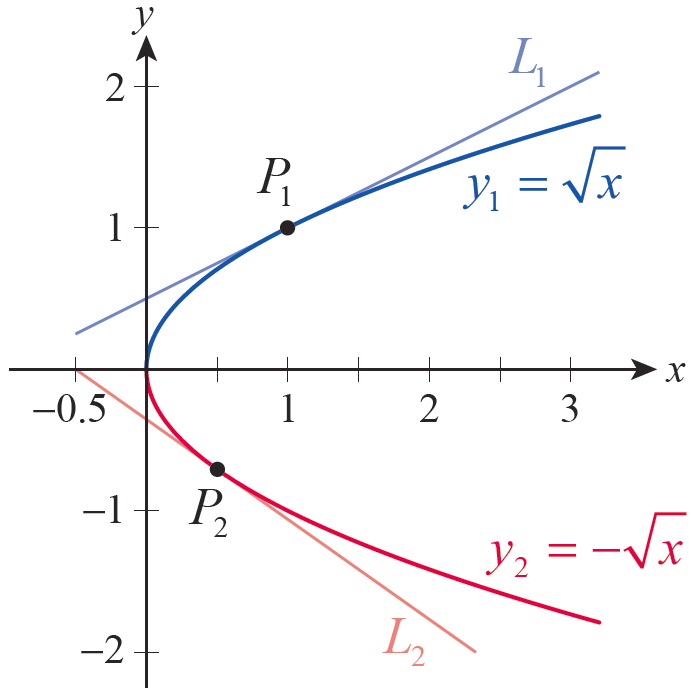 y
L₁
2
P₁
y₁ = √x
1
x
−0.5
1
2
3
−1
P₂
y₂ = −√x
L₂
−2